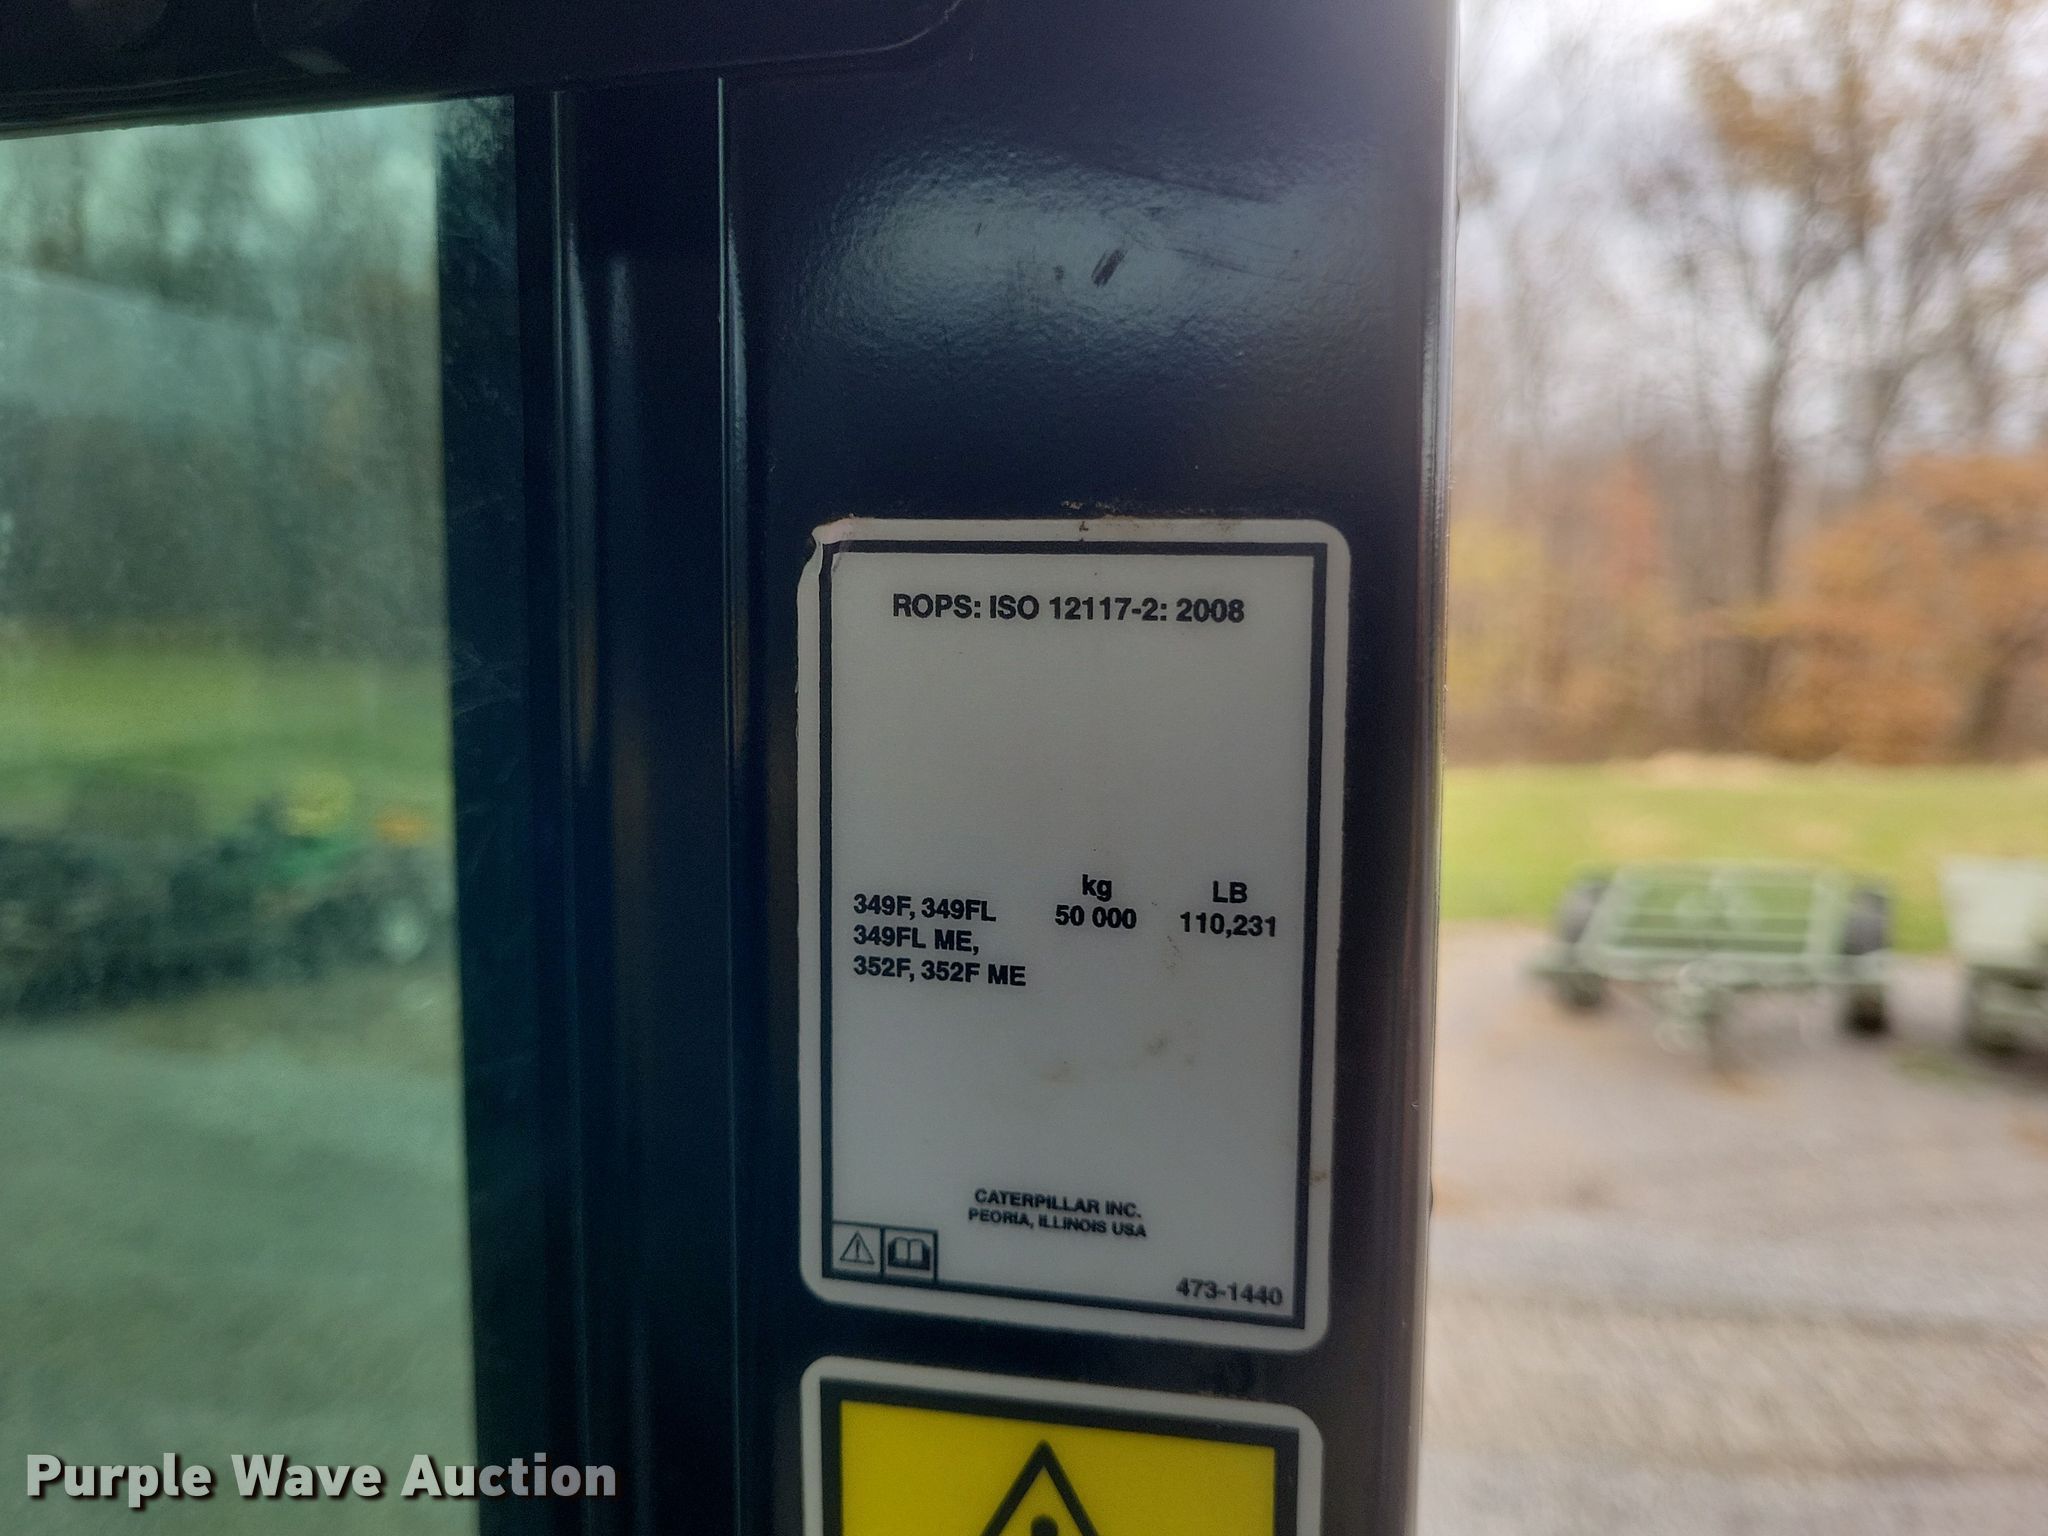 ROPS: ISO 12117-2: 2008
kg LB
349F, 349FL 50 000 110,231
349FL ME,
352F, 352F ME
CATERPILLAR INC.
PEORIA, ILLINOIS USA
473-1440
Purple Wave Auction